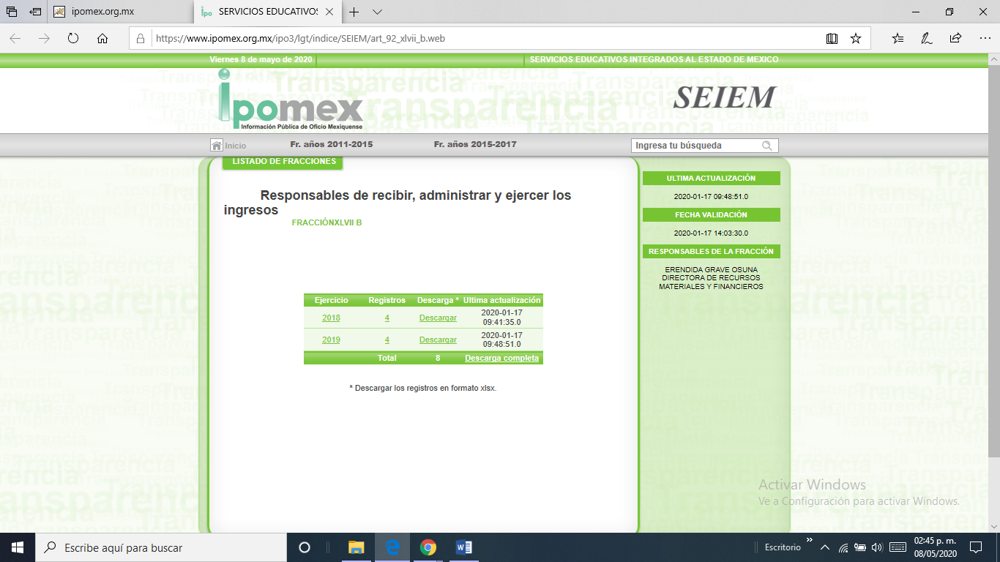 ipomex.org.mx
SERVICIOS EDUCATIVOS
https://www.ipomex.org.mx/ipo3/lgt/indice/SEIEM/art_92_xlvii_b.web
Viernes 8 de mayo de 2020
SERVICIOS EDUCATIVOS INTEGRADOS AL ESTADO DE MEXICO
ipomex
Información Pública de Oficio Mexiquense
SEIEM
Inicio
Fr. años 2011-2015
Fr. años 2015-2017
Ingresa tu búsqueda
LISTADO DE FRACCIONES
Responsables de recibir, administrar y ejercer los
ingresos
FRACCIÓNXLVII B
Ejercicio Registros Descarga * Ultima actualización
2018 4 Descargar 2020-01-17
09:41:35.0
2019 4 Descargar 2020-01-17
09:48:51.0
Total 8 Descarga completa
* Descargar los registros en formato xlsx.
ULTIMA ACTUALIZACIÓN
2020-01-17 09:48:51.0
FECHA VALIDACIÓN
2020-01-17 14:03:30.0
RESPONSABLES DE LA FRACCIÓN
ERENDIDA GRAVE OSUNA
DIRECTORA DE RECURSOS
MATERIALES Y FINANCIEROS
Activar Windows
Ve a Configuración para activar Windows.
Escribe aquí para buscar
Escritorio
02:45 p. m.
08/05/2020